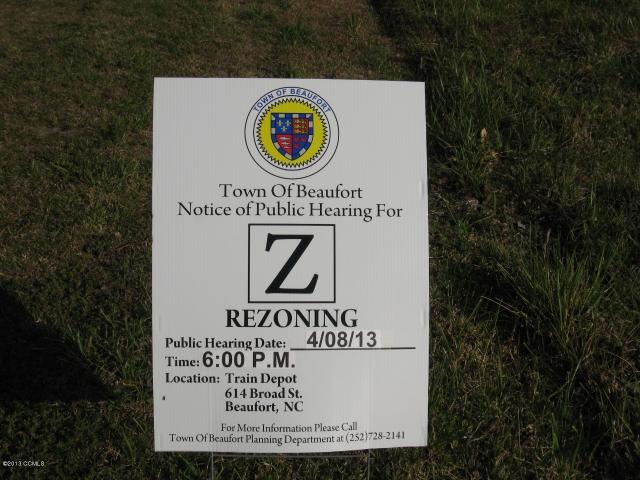 TOWN OF BEAUFORT
Town Of Beaufort
Notice of Public Hearing For
Z
REZONING
Public Hearing Date: 4/08/13
Time: 6:00 P.M.
Location: Train Depot
614 Broad St.
Beaufort, NC
For More Information Please Call
Town Of Beaufort Planning Department at (252)728-2141
©2013 CCMLS